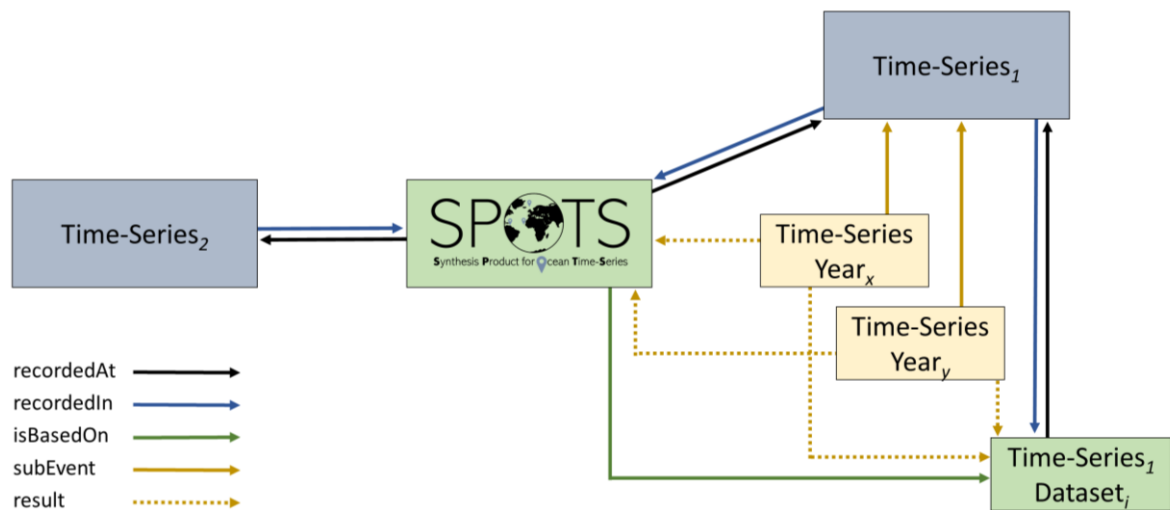 Time-Series1
Time-Series2
SPOTS
Synthesis Product for Ocean Time-Series
Time-Series
Yearx
Time-Series
Yeary
recordedAt
recordedIn
isBasedOn
subEvent
result
Time-Series1
Dataseti